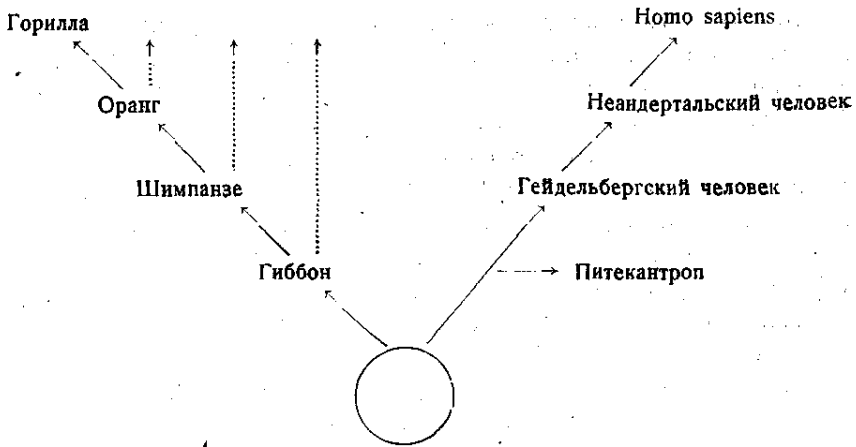 Горилла
Homo sapiens
Оранг
Неандертальский человек
Шимпанзе
Гейдельбергский человек
Гиббон
Питекантроп